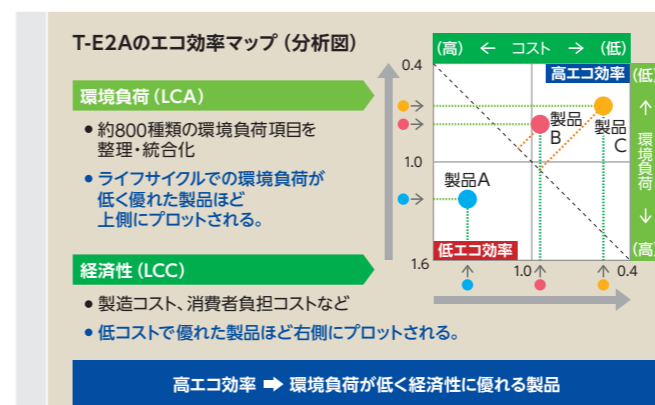 T-E2Aのエコ効率マップ（分析図）
環境負荷（LCA）
● 約800種類の環境負荷項目を
整理・統合化
● ライフサイクルでの環境負荷が
低く優れた製品ほど
上側にプロットされる。
経済性（LCC）
● 製造コスト、消費者負担コストなど
● 低コストで優れた製品ほど右側にプロットされる。
（高） ← コスト → （低）
0.4
高エコ効率
（低）
↑
環境負荷
↓
（高）
製品
B
製品
C
1.0
製品A
低エコ効率
1.6
1.0
0.4
高エコ効率 ➡ 環境負荷が低く経済性に優れる製品